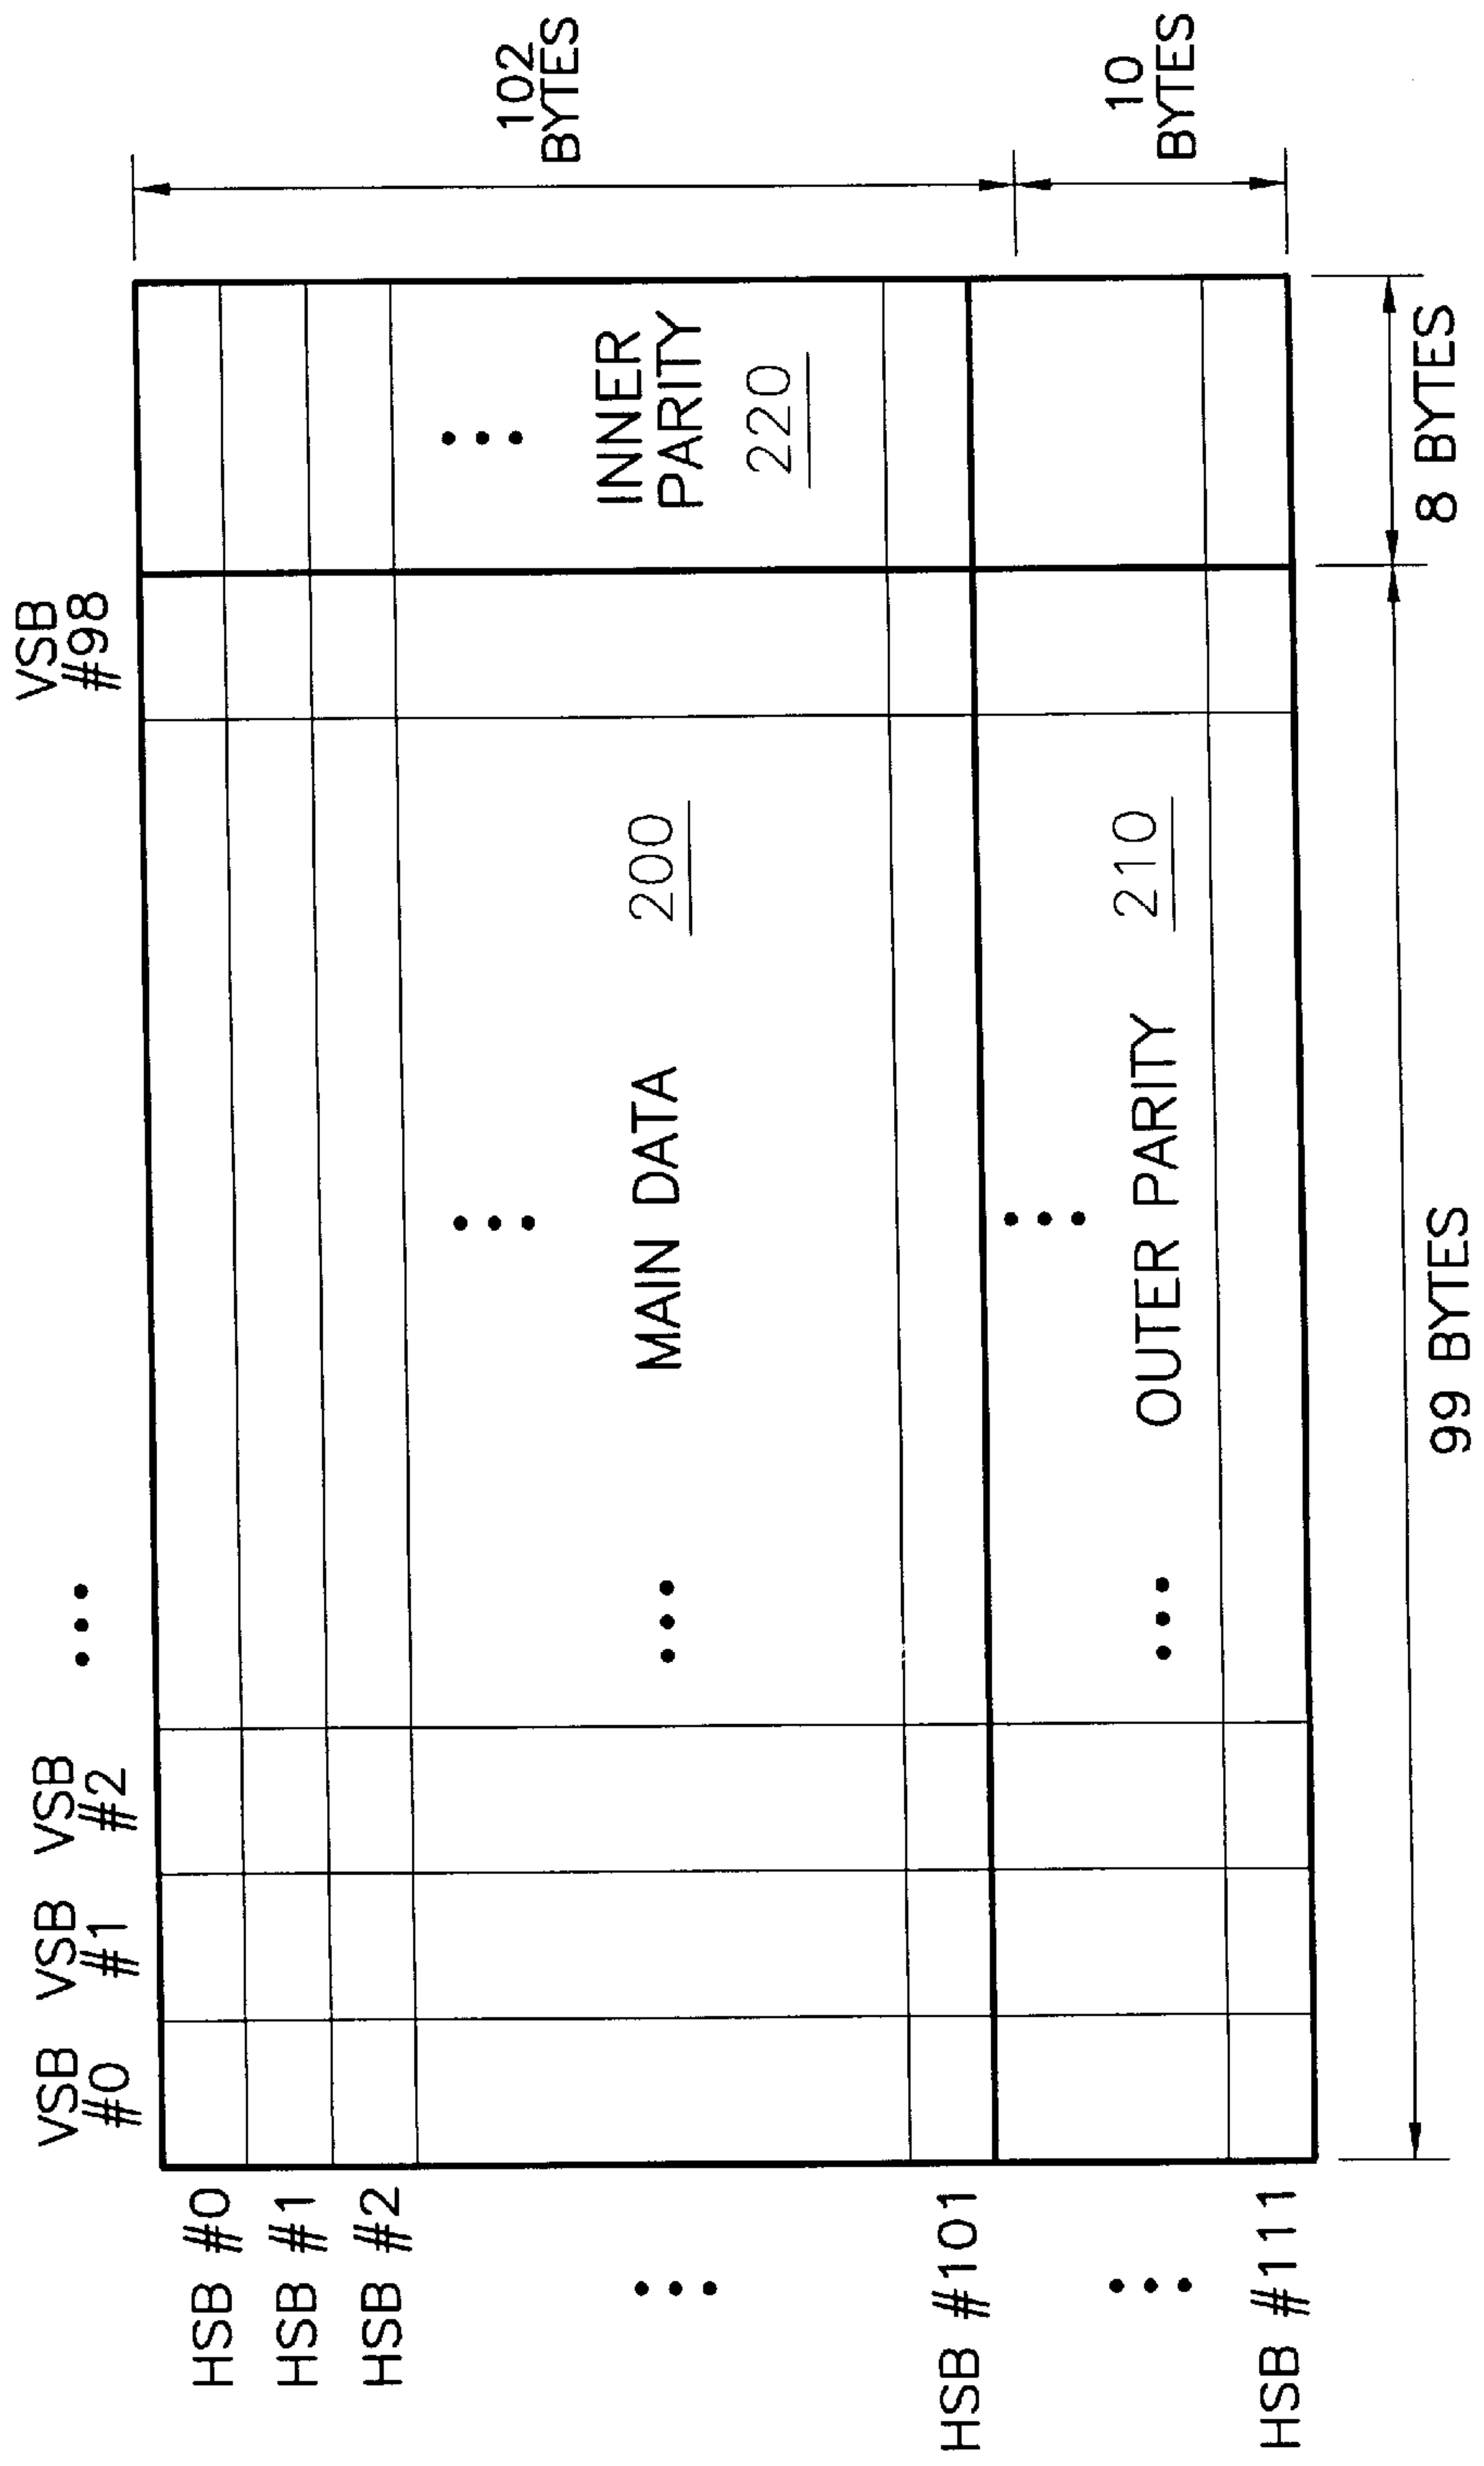 VSB #0
VSB #1
VSB #2
...
VSB #98
HSB #0
HSB #1
HSB #2
HSB #101
HSB #111
MAIN DATA 200
INNER
PARITY
220
OUTER PARITY 210
102
BYTES
10
BYTES
99 BYTES
8 BYTES